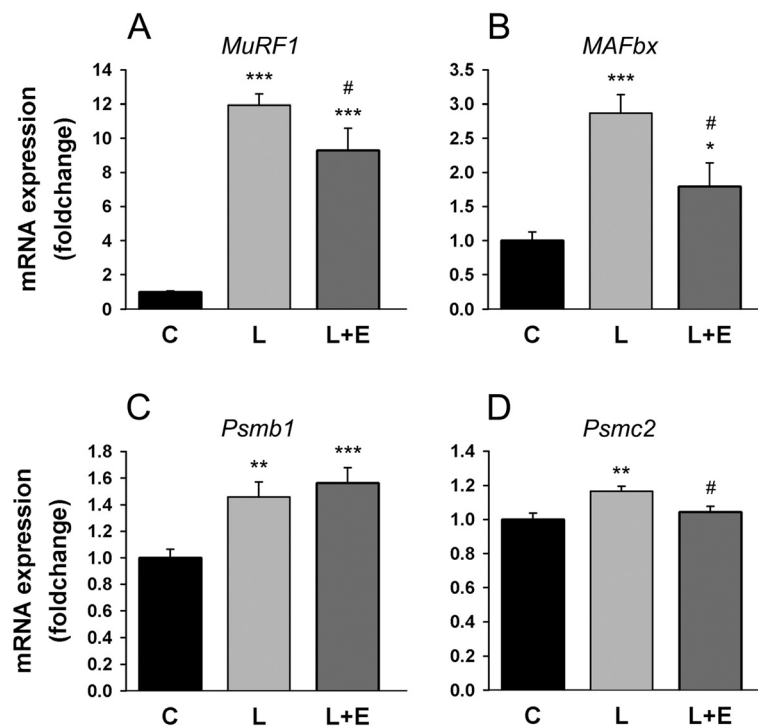 A
MuRF1
mRNA expression
(foldchange)
14
12
10
8
6
4
2
0
***
#
***
C L L+E
B
MAFbx
3.5
3.0
2.5
2.0
1.5
1.0
0.5
0.0
***
#
*
C L L+E
C
Psmb1
mRNA expression
(foldchange)
1.8
1.6
1.4
1.2
1.0
0.8
0.6
0.4
0.2
0.0
**
***
C L L+E
D
Psmc2
1.4
1.2
1.0
0.8
0.6
0.4
0.2
0.0
**
#
C L L+E